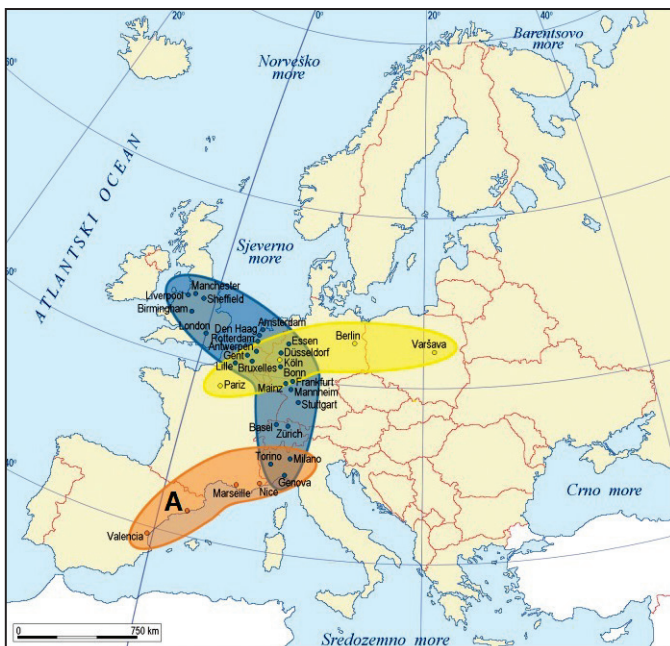 20°
0°
20°
40°
60°
Barentsovo
more
Norveško
more
ATLANTSKI OCEAN
Sjeverno
more
Manchester
Liverpool
Sheffield
Birmingham
Amsterdam
Den Haag
London
Rotterdam
Essen
Berlin
Antwerpen
Düsseldorf
Varšava
Gent
Köln
Lille
Bruxelles
Bonn
Pariz
Frankfurt
Mainz
Mannheim
Stuttgart
Basel
Zürich
Torino
Milano
40°
A
Genova
Marseille
Nice
Crno more
Valencia
0
750 km
Sredozemno more
0°
20°